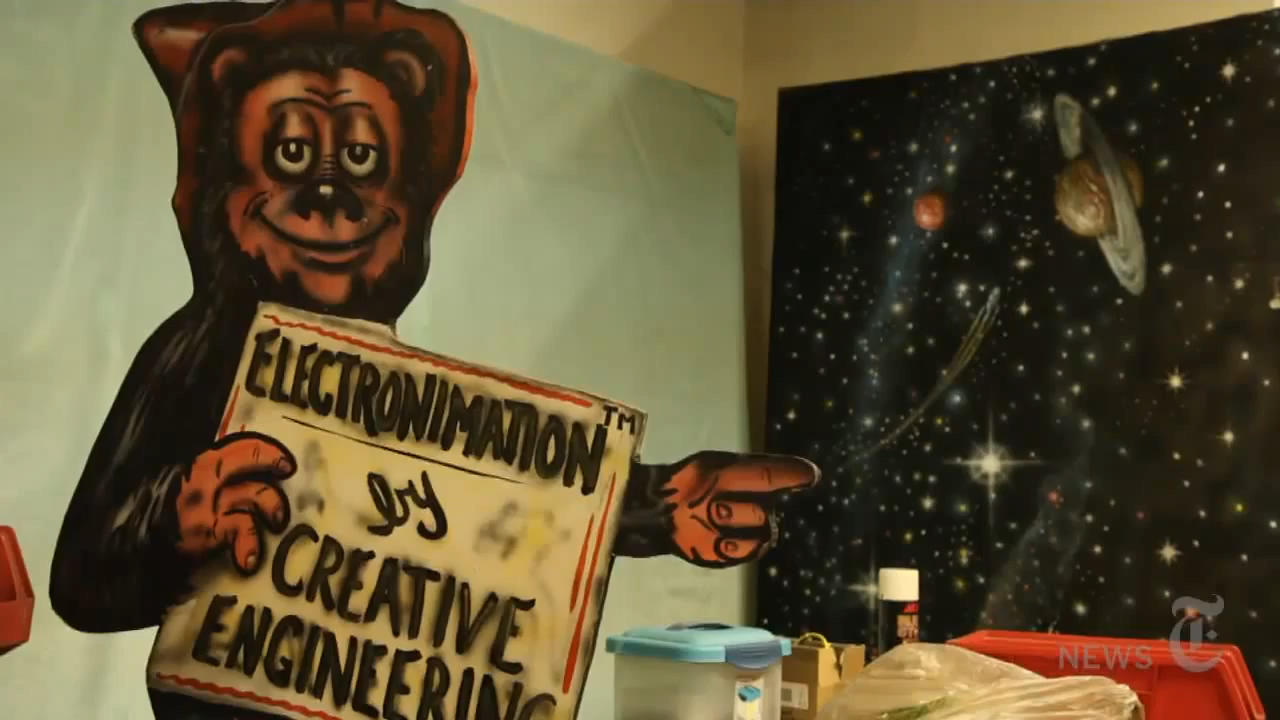 ELECTRONIMATION™
by
CREATIVE
ENGINEERING
NEWS